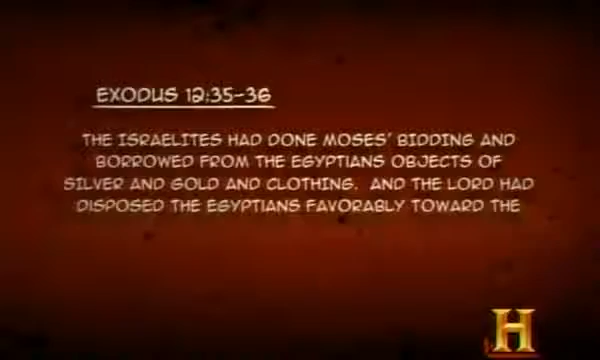 EXODUS 12:35-36
THE ISRAELITES HAD DONE MOSES' BIDDING AND
BORROWED FROM THE EGYPTIANS OBJECTS OF
SILVER AND GOLD AND CLOTHING. AND THE LORD HAD
DISPOSED THE EGYPTIANS FAVORABLY TOWARD THE
H